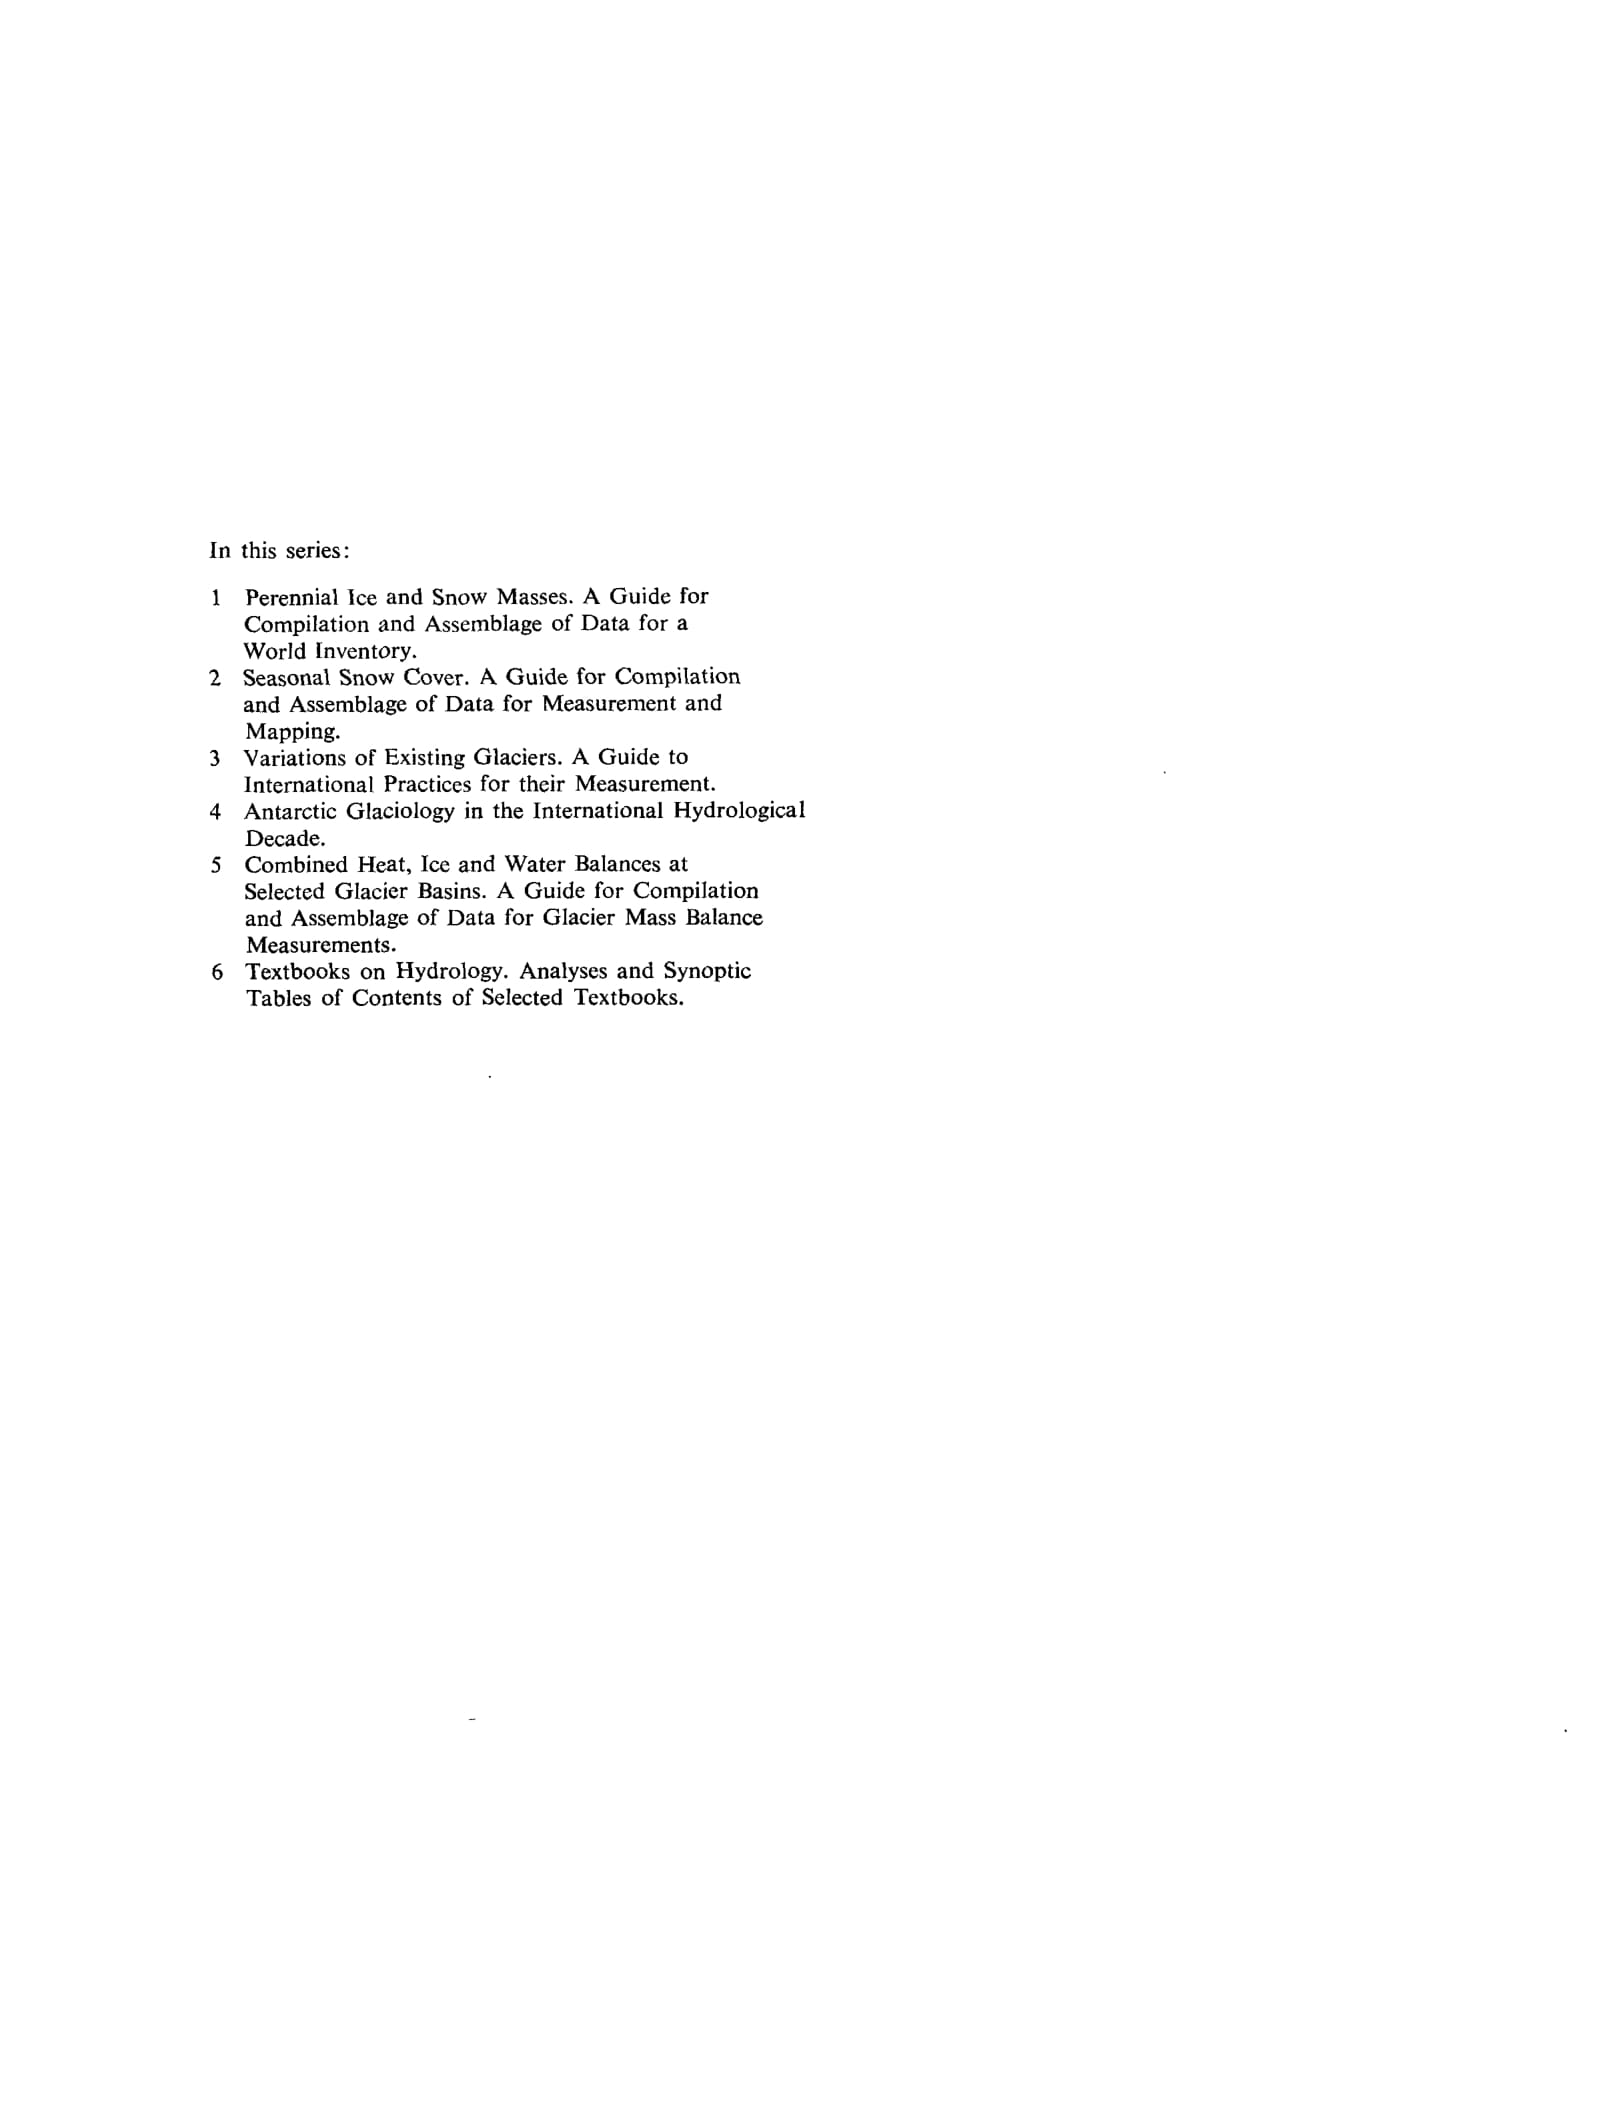 In this series:
1 Perennial Ice and Snow Masses. A Guide for
Compilation and Assemblage of Data for a
World Inventory.
2 Seasonal Snow Cover. A Guide for Compilation
and Assemblage of Data for Measurement and
Mapping.
3 Variations of Existing Glaciers. A Guide to
International Practices for their Measurement.
4 Antarctic Glaciology in the International Hydrological
Decade.
5 Combined Heat, Ice and Water Balances at
Selected Glacier Basins. A Guide for Compilation
and Assemblage of Data for Glacier Mass Balance
Measurements.
6 Textbooks on Hydrology. Analyses and Synoptic
Tables of Contents of Selected Textbooks.